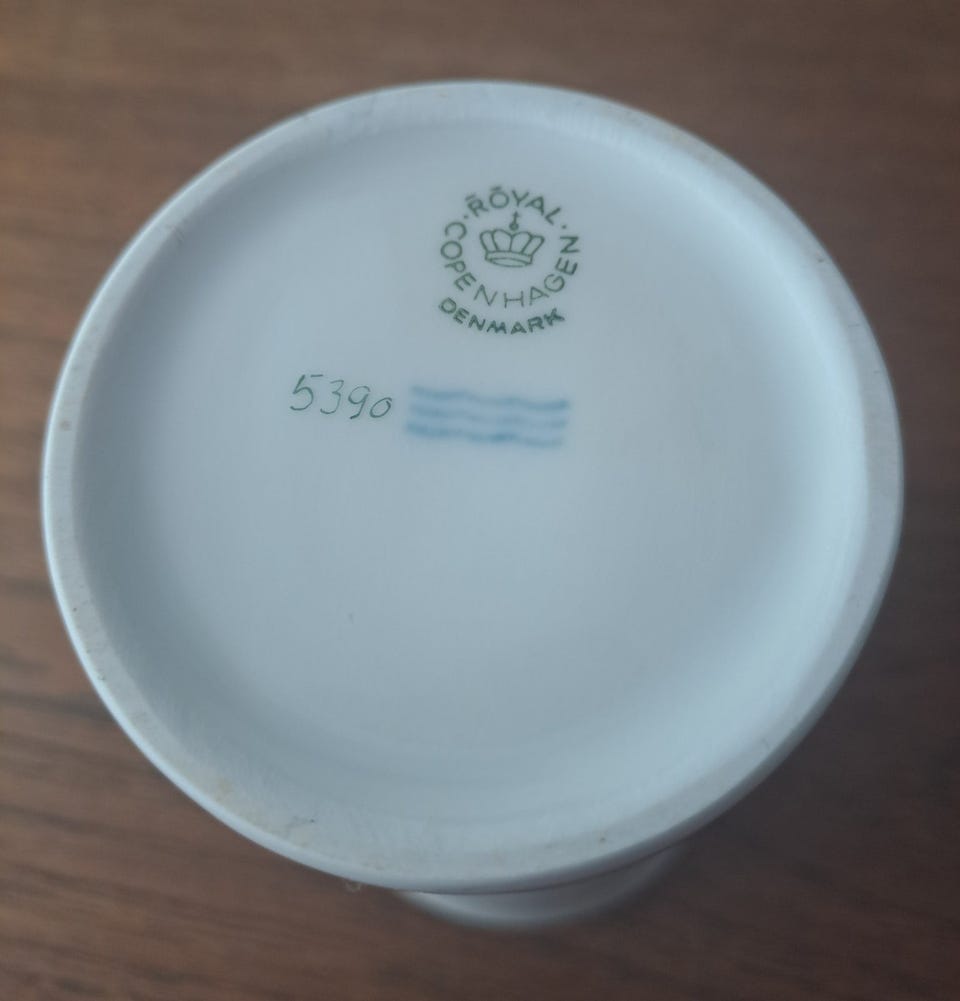 ROYAL
COPENHAGEN
DENMARK
5390